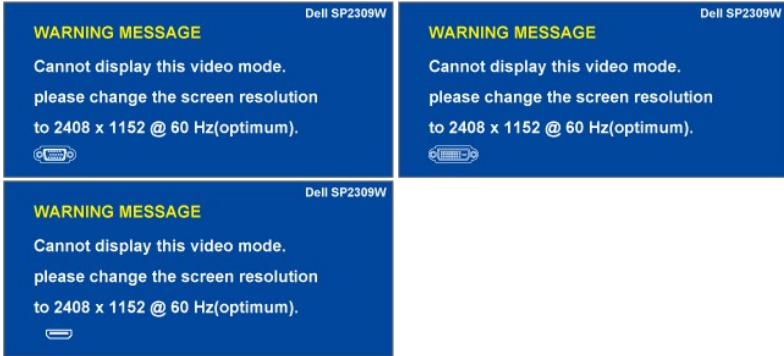 Dell SP2309W
WARNING MESSAGE
Cannot display this video mode.
please change the screen resolution
to 2408 x 1152 @ 60 Hz(optimum).
Dell SP2309W
WARNING MESSAGE
Cannot display this video mode.
please change the screen resolution
to 2408 x 1152 @ 60 Hz(optimum).
Dell SP2309W
WARNING MESSAGE
Cannot display this video mode.
please change the screen resolution
to 2408 x 1152 @ 60 Hz(optimum).